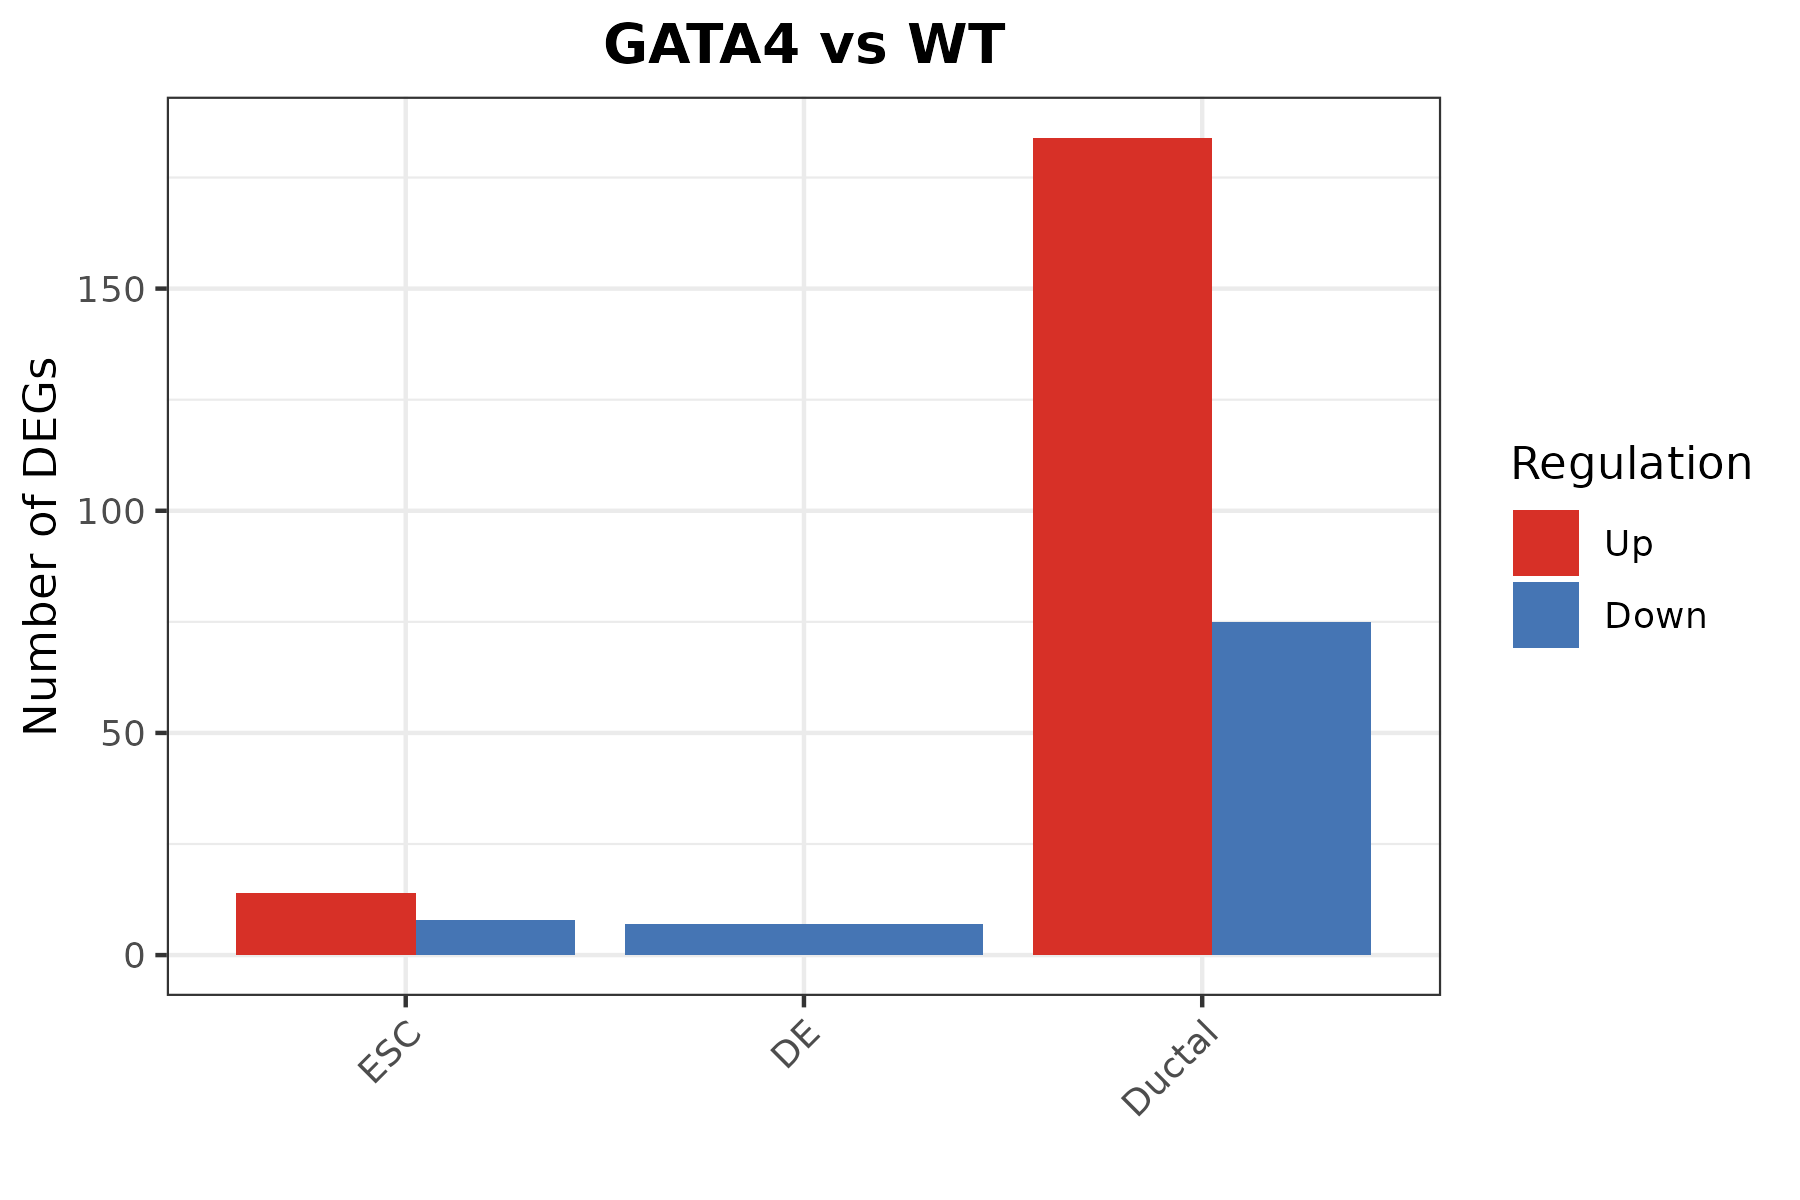 GATA4 vs WT
Number of DEGs
150
100
50
0
ESC
DE
Ductal
Regulation
Up
Down